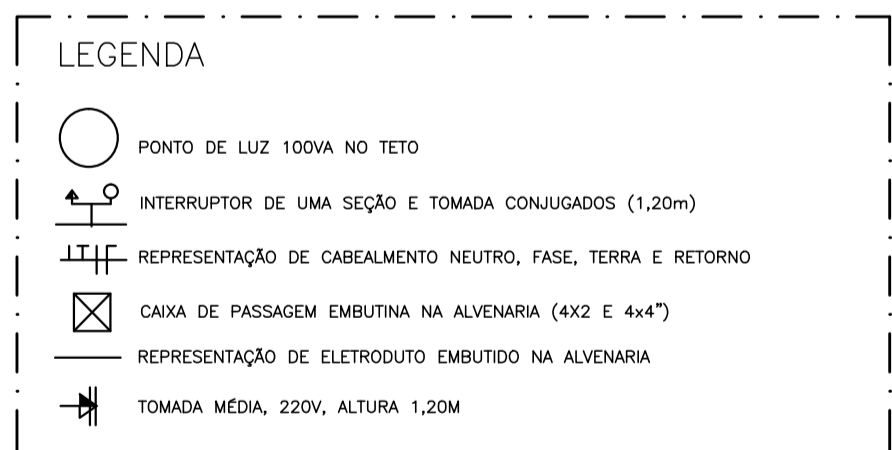 LEGENDA
PONTO DE LUZ 100VA NO TETO
INTERRUPTOR DE UMA SEÇÃO E TOMADA CONJUGADOS (1,20m)
REPRESENTAÇÃO DE CABEALMENTO NEUTRO, FASE, TERRA E RETORNO
CAIXA DE PASSAGEM EMBUTINA NA ALVENARIA (4X2 E 4x4”)
REPRESENTAÇÃO DE ELETRODUTO EMBUTIDO NA ALVENARIA
TOMADA MÉDIA, 220V, ALTURA 1,20M